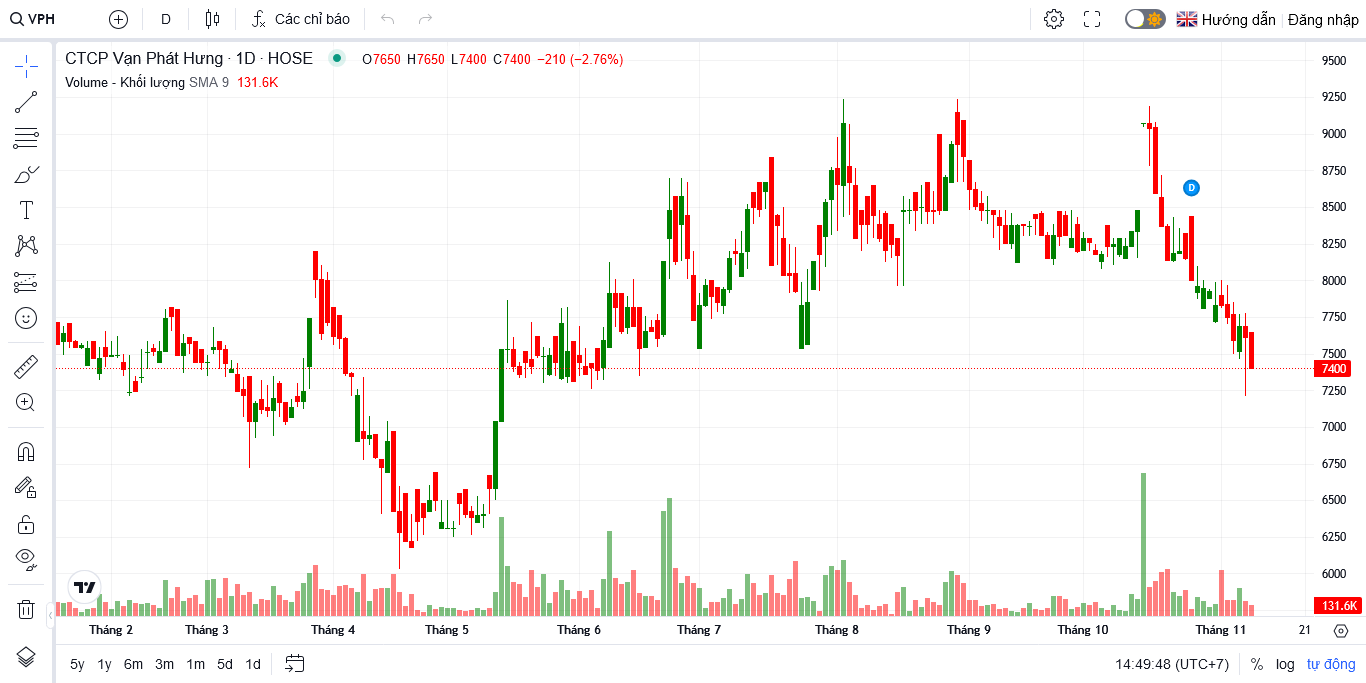 VPH D Các chỉ báo Hướng dẫn Đăng nhập
CTCP Vạn Phát Hưng · 1D · HOSE O7650 H7650 L7400 C7400 −210 (−2.76%)
Volume - Khối lượng SMA 9 131.6K
9500
9250
9000
8750
D
8500
8250
8000
7750
7500
7400
7250
7000
6750
6500
6250
6000
131.6K
Tháng 2 Tháng 3 Tháng 4 Tháng 5 Tháng 6 Tháng 7 Tháng 8 Tháng 9 Tháng 10 Tháng 11 21
5y 1y 6m 3m 1m 5d 1d 14:49:48 (UTC+7) % log tự động